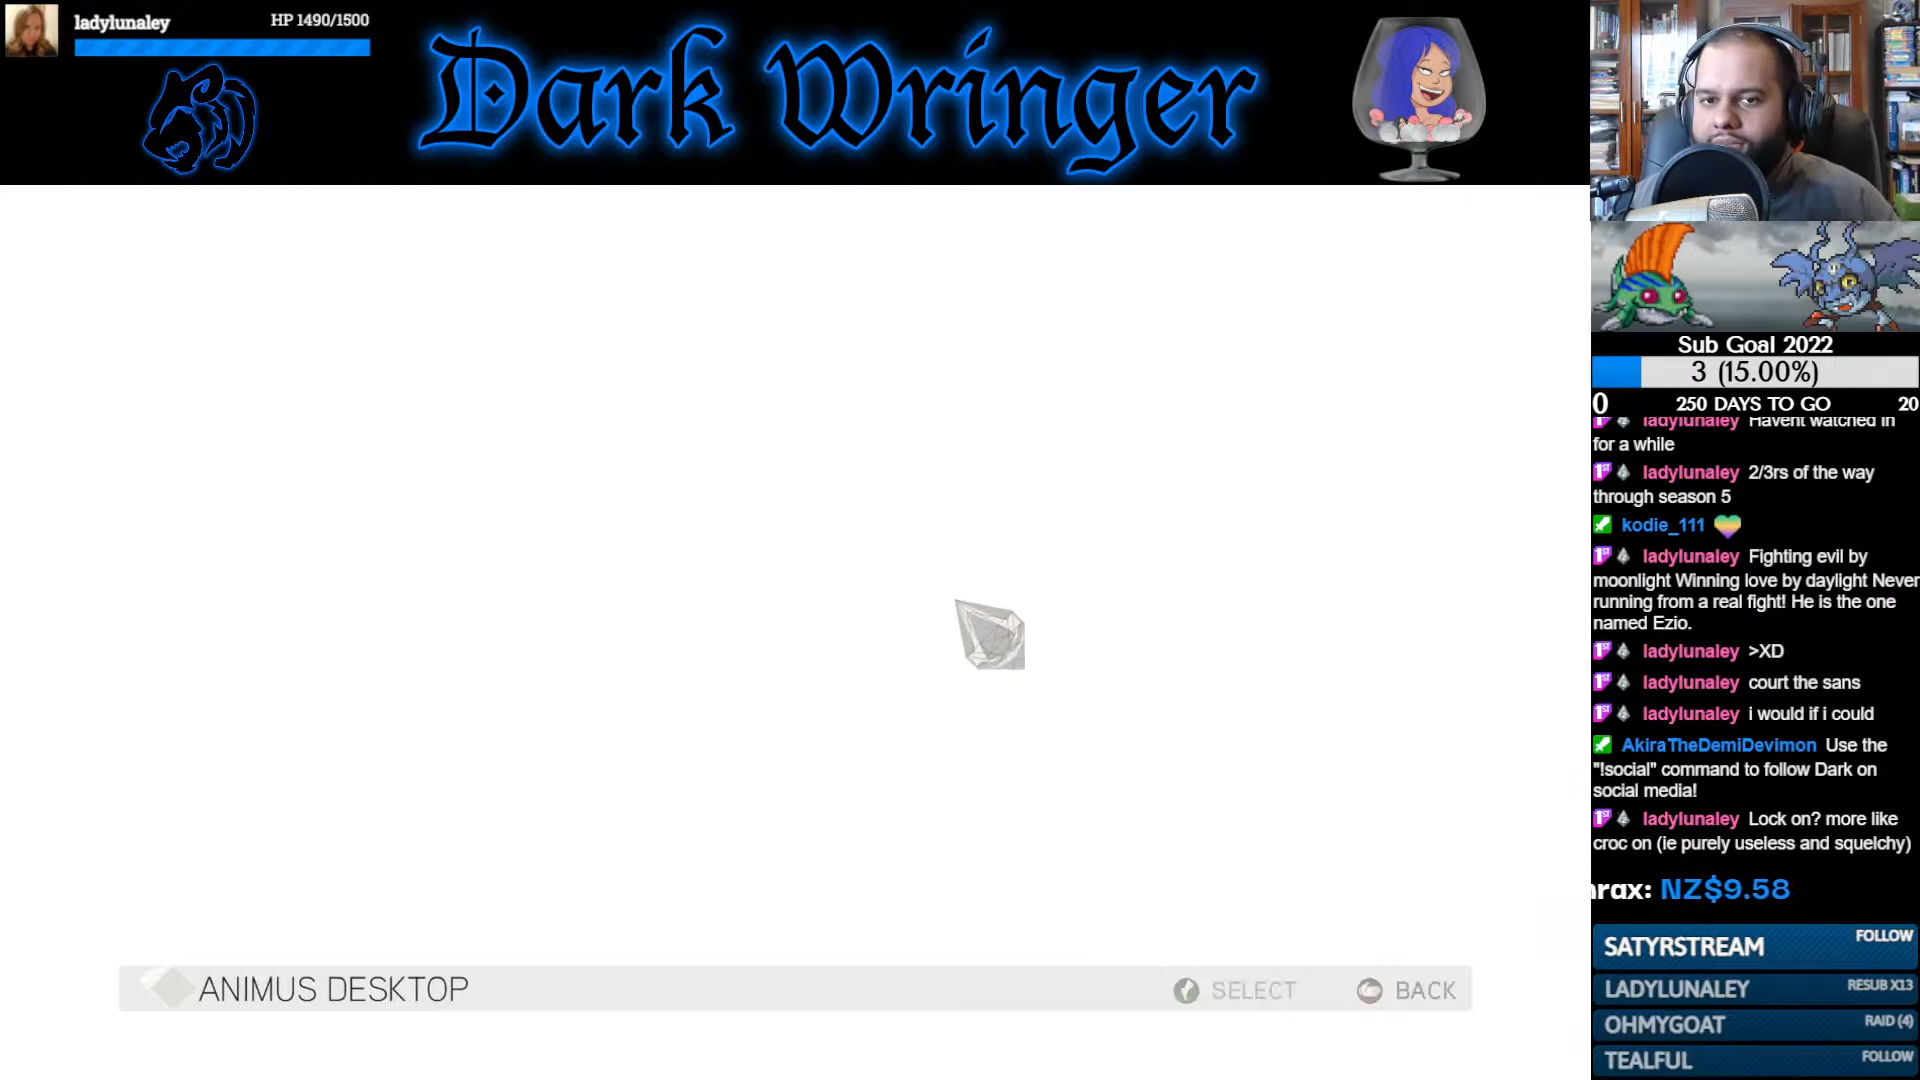 ladylunaley HP 1490/1500
Dark Wringer
ANIMUS DESKTOP
SELECT BACK
Sub Goal 2022
3 (15.00%)
0 250 DAYS TO GO 20
ladylunaley Havent watched in
for a while
ladylunaley 2/3rs of the way
through season 5
kodie_111
ladylunaley Fighting evil by
moonlight Winning love by daylight Never
running from a real fight! He is the one
named Ezio.
ladylunaley >XD
ladylunaley court the sans
ladylunaley i would if i could
AkiraTheDemiDevimon Use the
"!social" command to follow Dark on
social media!
ladylunaley Lock on? more like
croc on (ie purely useless and squelchy)
rax: NZ$9.58
SATYRSTREAM FOLLOW
LADYLUNALEY RESUB X13
OHMYGOAT RAID (4)
TEALFUL FOLLOW